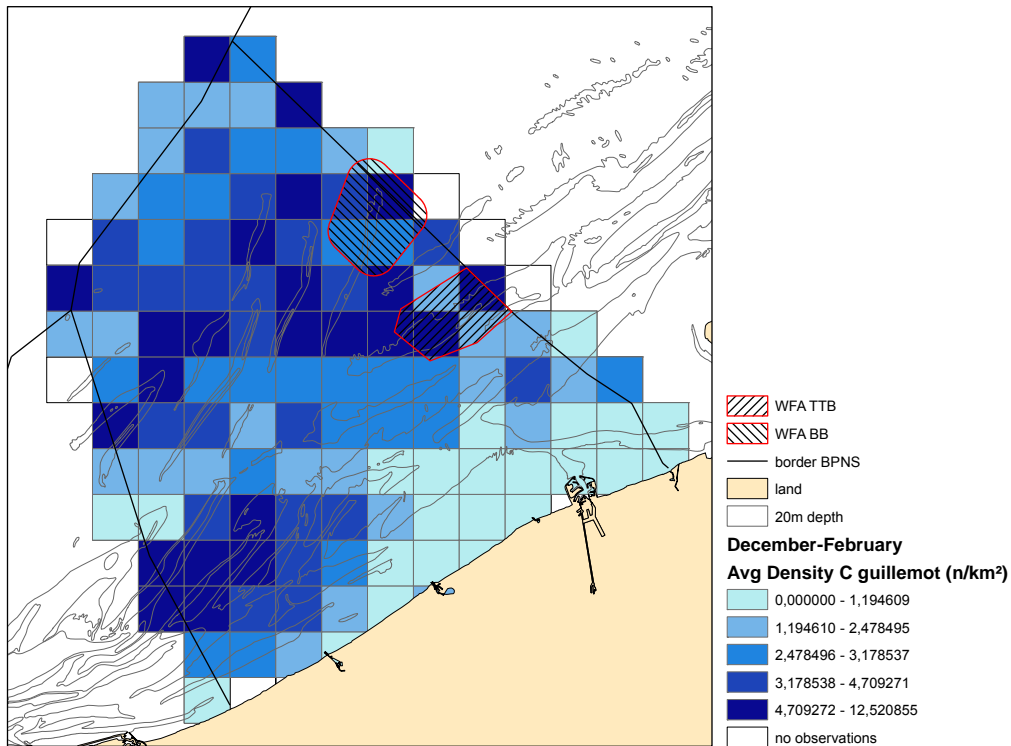 WFA TTB
WFA BB
border BPNS
land
20m depth
December-February
Avg Density C guillemot (n/km²)
0,000000 - 1,194609
1,194610 - 2,478495
2,478496 - 3,178537
3,178538 - 4,709271
4,709272 - 12,520855
no observations